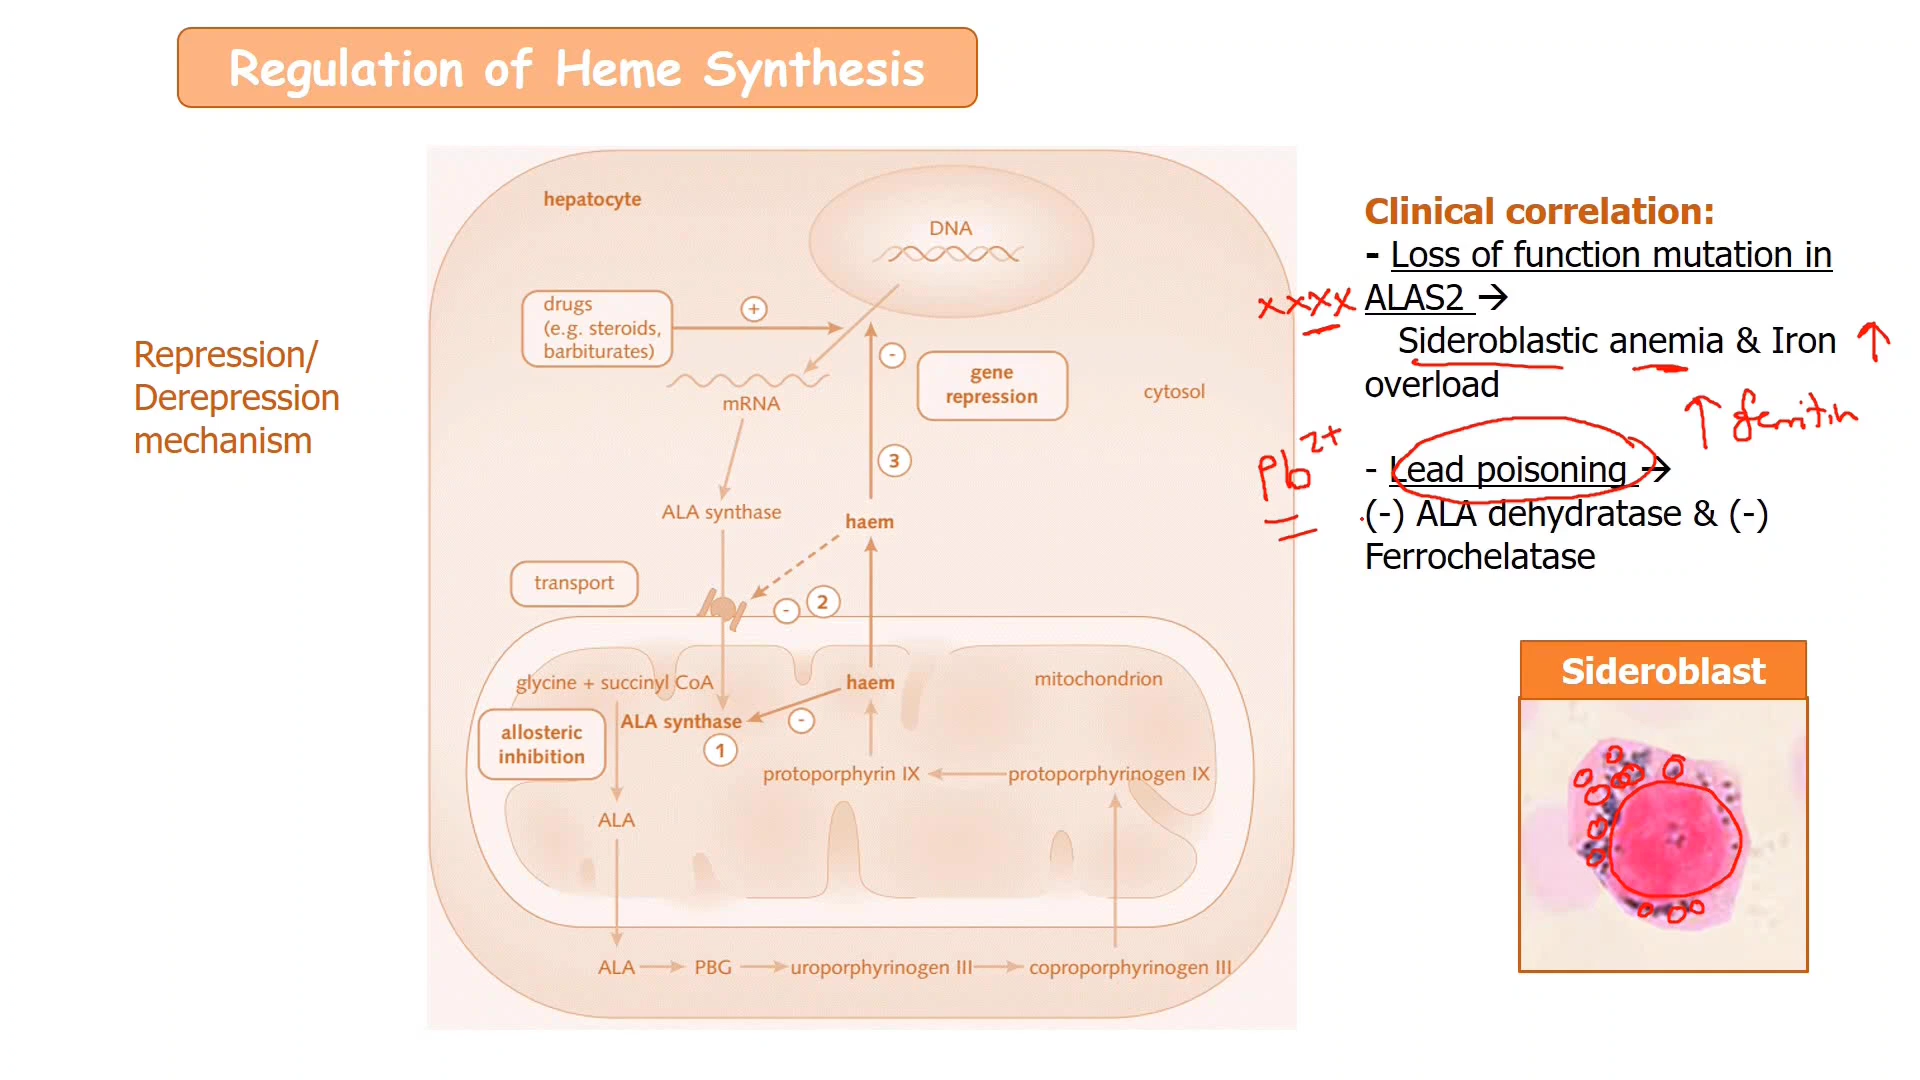 Regulation of Heme Synthesis
Repression/
Derepression
mechanism
hepatocyte
DNA
drugs
(e.g. steroids,
barbiturates)
+
-
gene
repression
cytosol
mRNA
3
ALA synthase
haem
transport
-
2
glycine + succinyl CoA
haem
mitochondrion
ALA synthase
-
allosteric
inhibition
1
protoporphyrin IX
protoporphyrinogen IX
ALA
ALA
PBG
uroporphyrinogen III
coproporphyrinogen III
Clinical correlation:
- Loss of function mutation in
xxxx ALAS2 →
Sideroblastic anemia & Iron ↑
overload
↑ ferritin
Pb2+
- Lead poisoning →
(-) ALA dehydratase & (-)
Ferrochelatase
Sideroblast